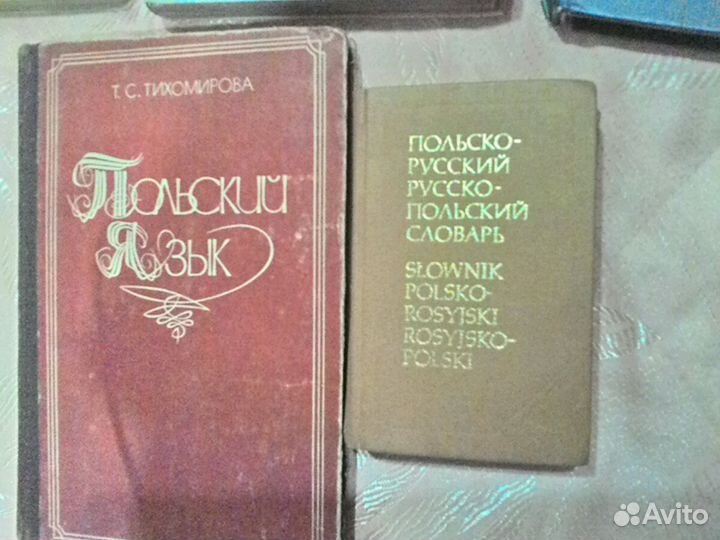 Т. С. ТИХОМИРОВА
ПОЛЬСКИЙ
ЯЗЫК
ПОЛЬСКО-
РУССКИЙ
РУССКО-
ПОЛЬСКИЙ
СЛОВАРЬ
SŁOWNIK
POLSKO-
ROSYJSKI
ROSYJSKO-
POLSKI
Avito